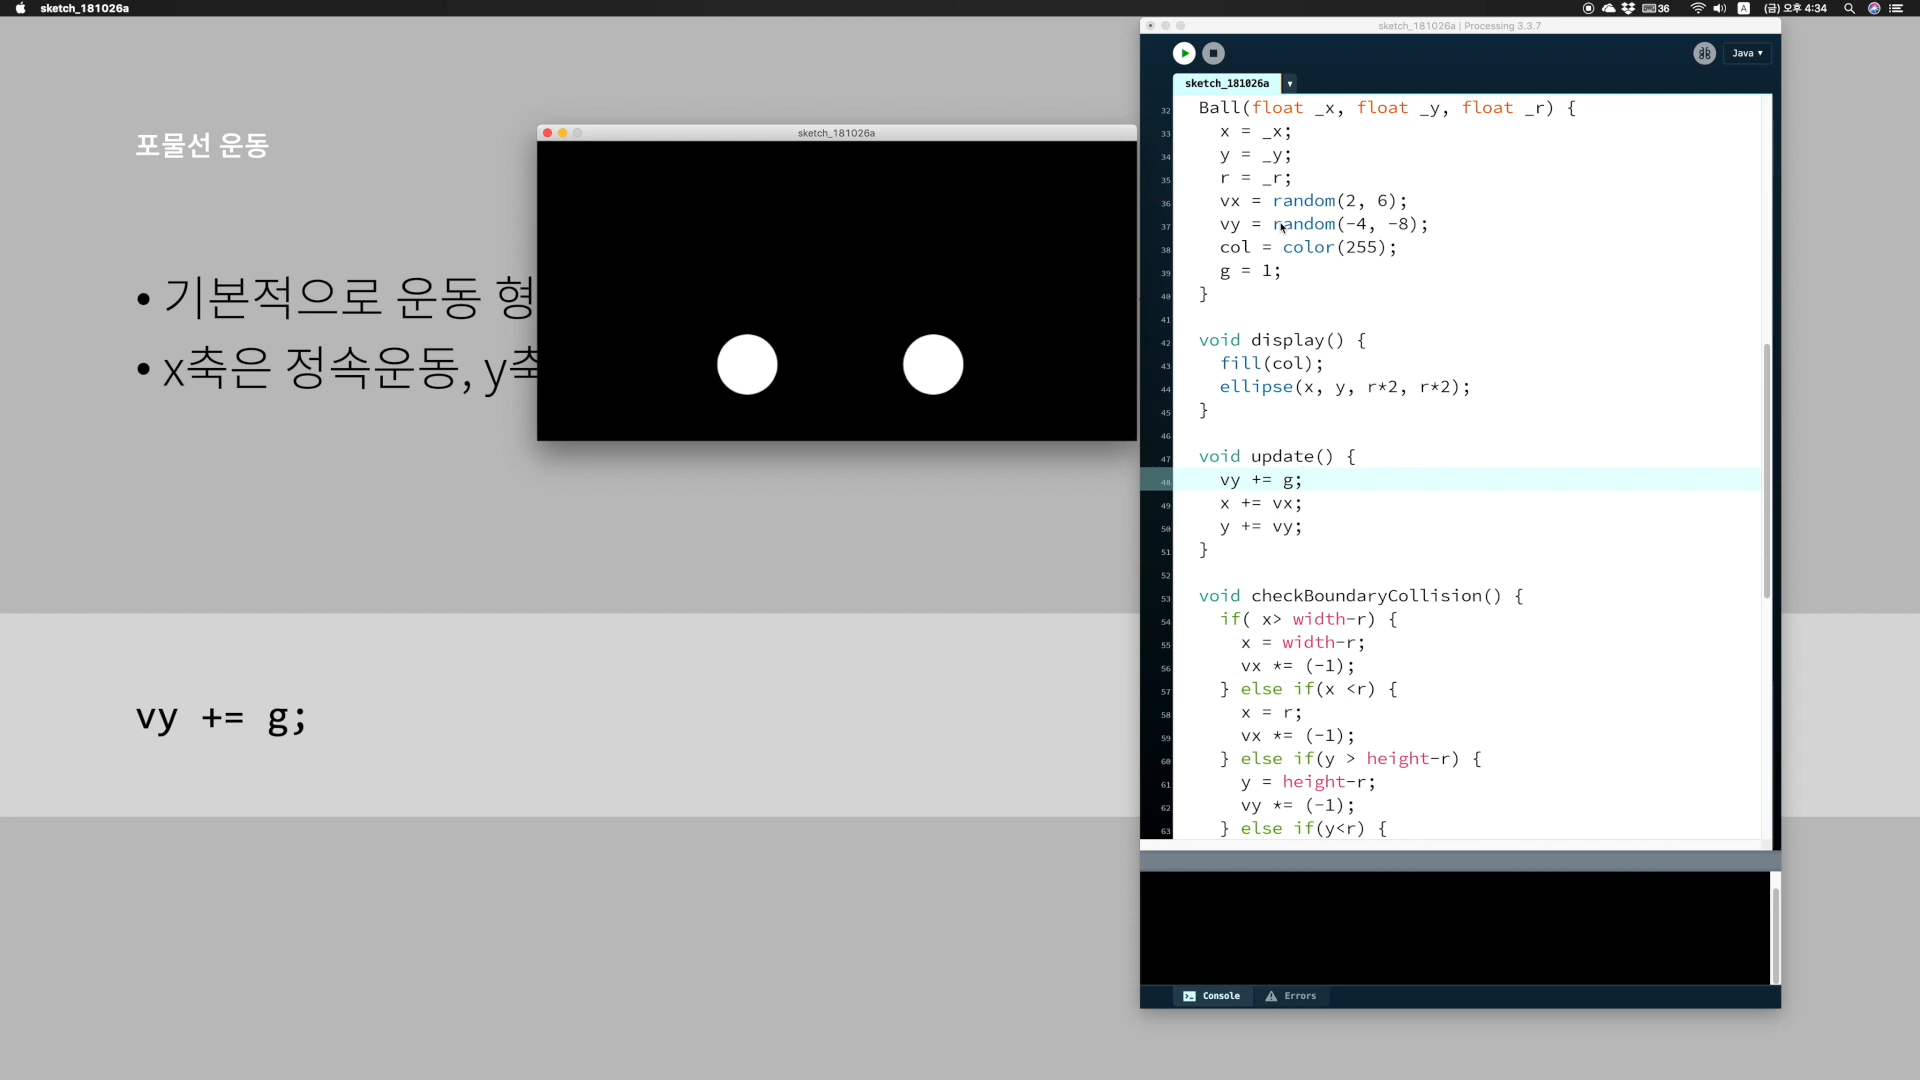 sketch_181026a
36
A
(금) 오후 4:34
포물선 운동
• 기본적으로 운동 형
• x축은 정속운동, y축
vy += g;
sketch_181026a
sketch_181026a | Processing 3.3.7
Java ▾
sketch_181026a ▾
32 Ball(float _x, float _y, float _r) {
33 x = _x;
34 y = _y;
35 r = _r;
36 vx = random(2, 6);
37 vy = random(-4, -8);
38 col = color(255);
39 g = 1;
40 }
41
42 void display() {
43 fill(col);
44 ellipse(x, y, r*2, r*2);
45 }
46
47 void update() {
48 vy += g;
49 x += vx;
50 y += vy;
51 }
52
53 void checkBoundaryCollision() {
54 if( x> width-r) {
55 x = width-r;
56 vx *= (-1);
57 } else if(x <r) {
58 x = r;
59 vx *= (-1);
60 } else if(y > height-r) {
61 y = height-r;
62 vy *= (-1);
63 } else if(y<r) {
Console
Errors